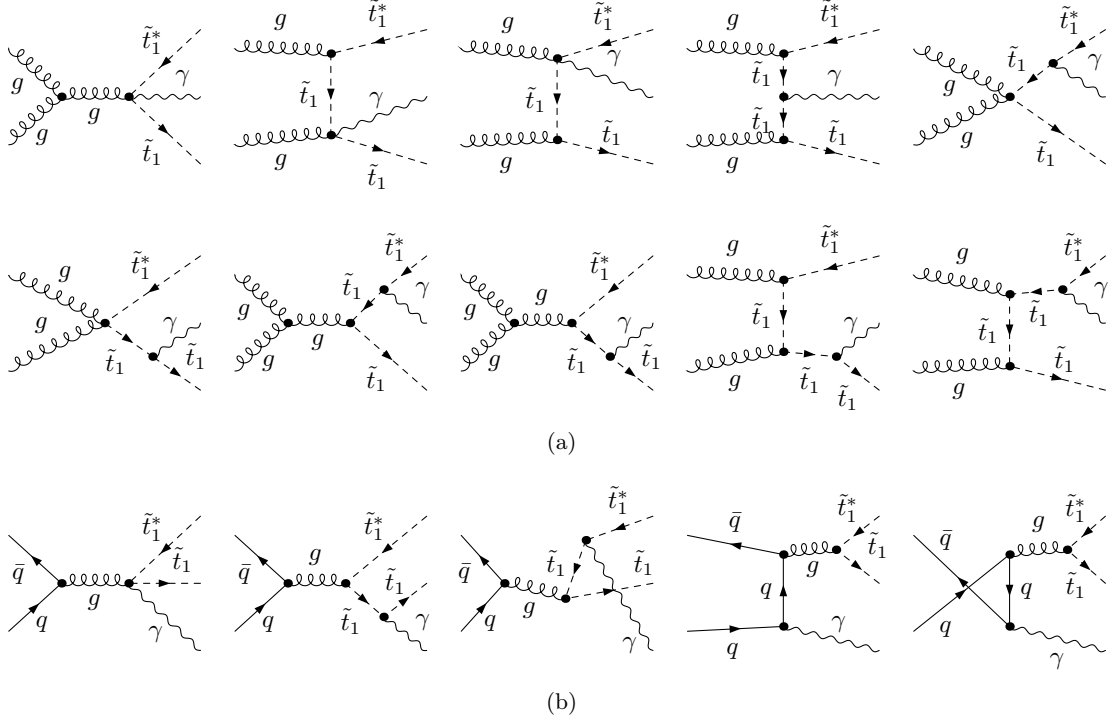 g g g t̃₁* γ t̃₁
g t̃₁* t̃₁ γ g t̃₁
g t̃₁* γ t̃₁ g t̃₁
g t̃₁* t̃₁ γ t̃₁ g t̃₁
g g t̃₁ t̃₁* γ t̃₁
g g t̃₁* γ t̃₁ t̃₁
g g g t̃₁ t̃₁* γ t̃₁
g g g t̃₁* γ t̃₁ t̃₁
g t̃₁* t̃₁ γ g t̃₁ t̃₁
g t̃₁* γ t̃₁ t̃₁ g t̃₁
(a)
q̄ q g t̃₁* t̃₁ γ
q̄ q g t̃₁* t̃₁ t̃₁ γ
q̄ q g t̃₁* t̃₁ t̃₁ γ
q̄ g t̃₁* t̃₁ q q γ
q̄ g t̃₁* t̃₁ q q γ
(b)